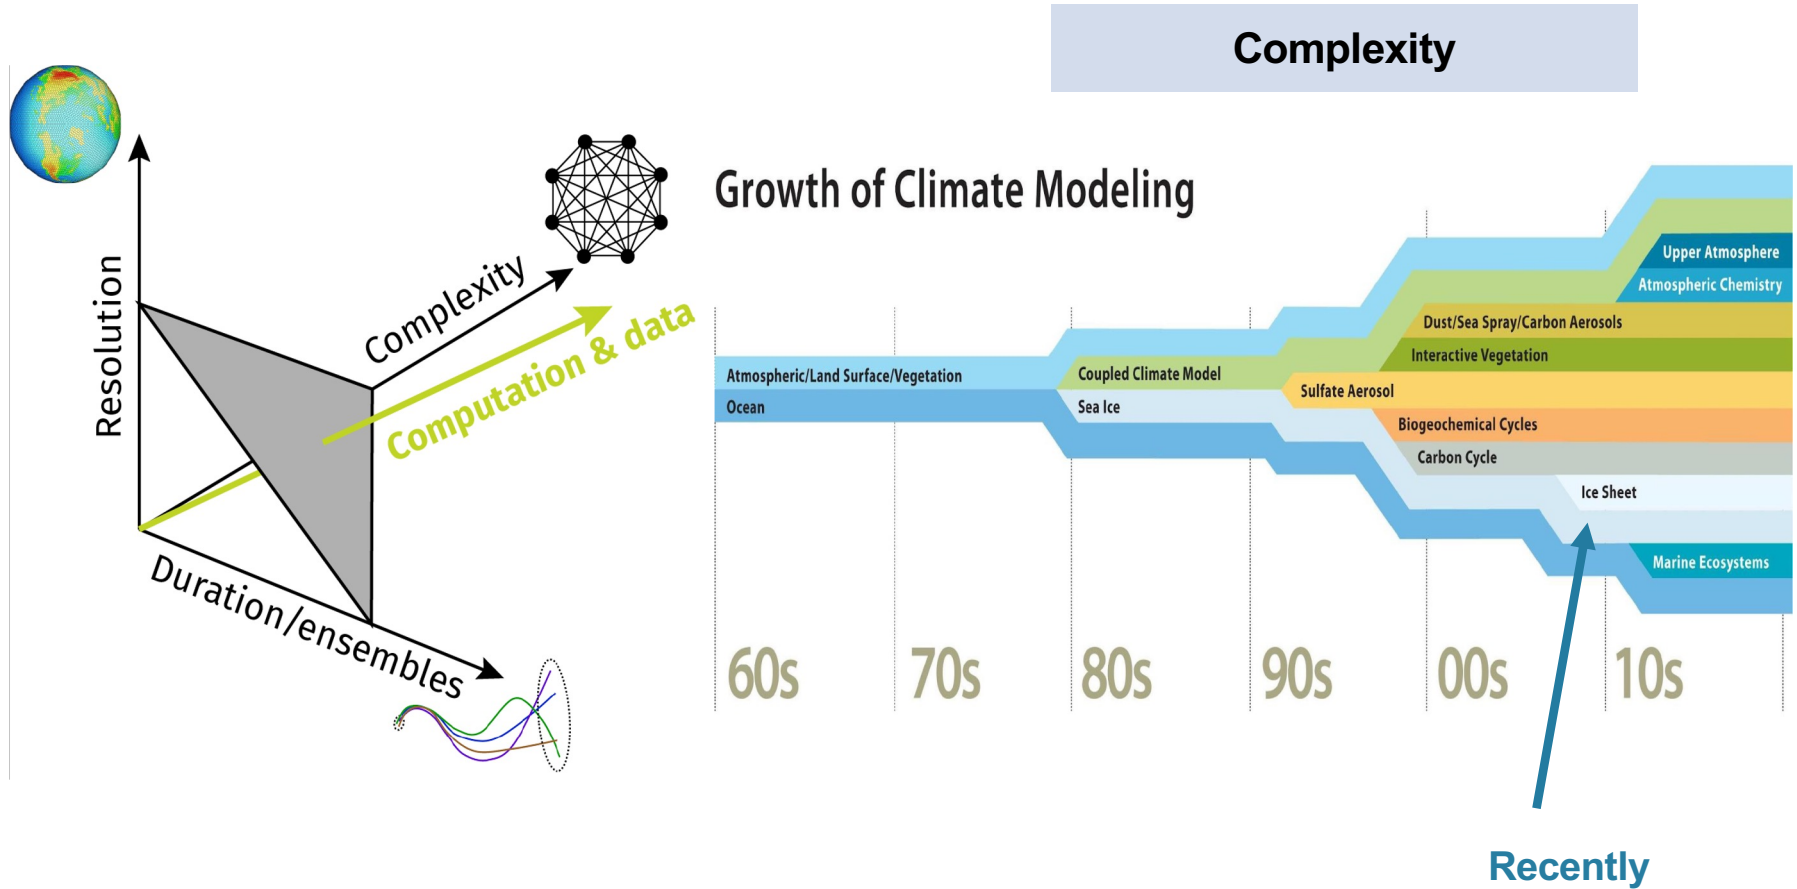 Complexity
Resolution
Complexity
Computation & data
Duration/ensembles
Growth of Climate Modeling
Upper Atmosphere
Atmospheric Chemistry
Dust/Sea Spray/Carbon Aerosols
Interactive Vegetation
Atmospheric/Land Surface/Vegetation
Coupled Climate Model
Sulfate Aerosol
Ocean
Sea Ice
Biogeochemical Cycles
Carbon Cycle
Ice Sheet
Marine Ecosystems
60s 70s 80s 90s 00s 10s
Recently